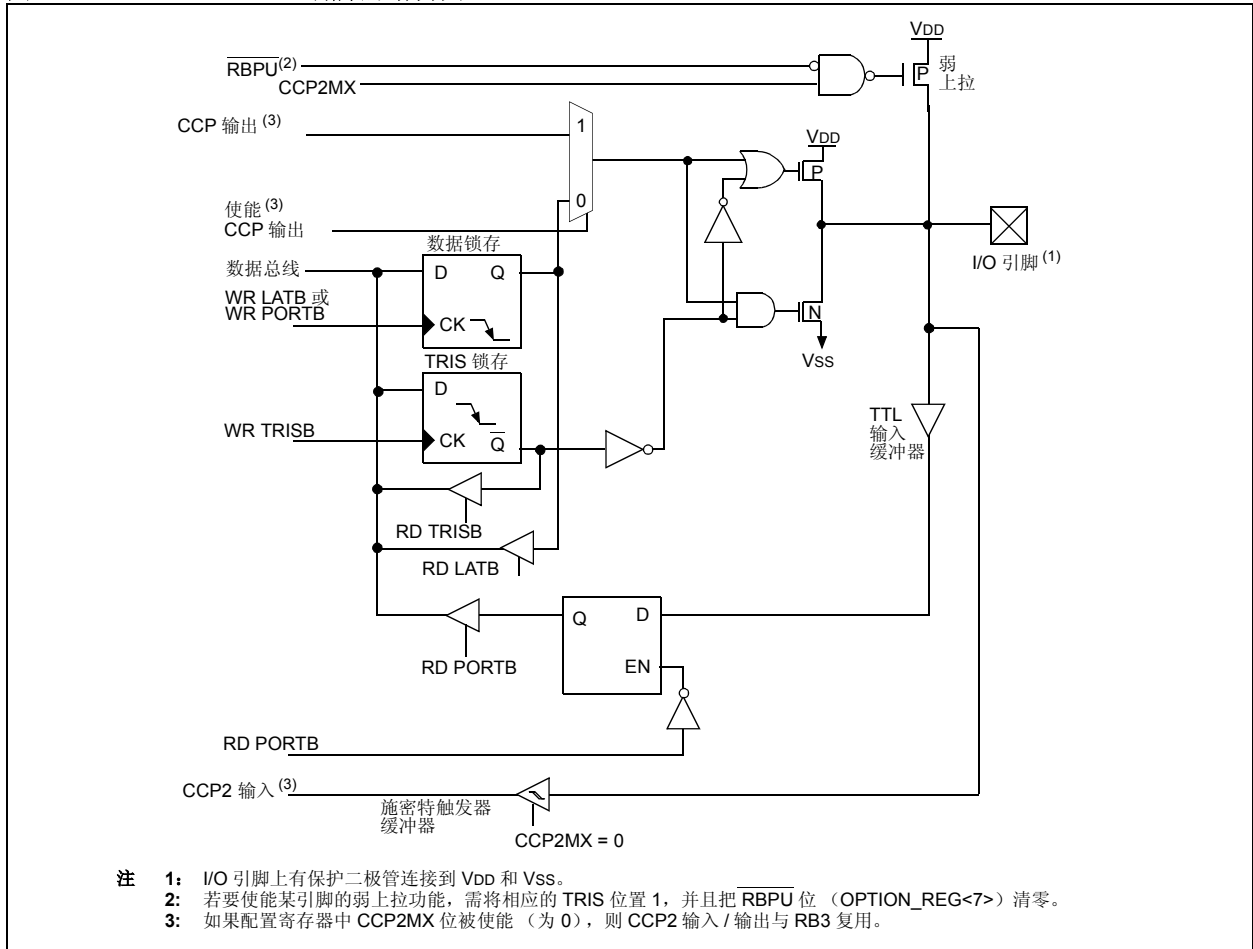 VDD
RBPU(2)
CCP2MX
P
弱
上拉
CCP 输出 (3)
1
VDD
P
0
使能 (3)
CCP 输出
I/O 引脚 (1)
数据锁存
数据总线
D Q
WR LATB 或
WR PORTB
CK
N
VSS
TRIS 锁存
D
WR TRISB
CK Q
TTL
输入
缓冲器
RD TRISB
RD LATB
Q D
RD PORTB
EN
RD PORTB
CCP2 输入 (3)
施密特触发器
缓冲器
CCP2MX = 0
注 1: I/O 引脚上有保护二极管连接到 VDD 和 VSS。
2: 若要使能某引脚的弱上拉功能，需将相应的 TRIS 位置 1，并且把 RBPU 位 （OPTION_REG<7>）清零。
3: 如果配置寄存器中 CCP2MX 位被使能 （为 0），则 CCP2 输入 / 输出与 RB3 复用。